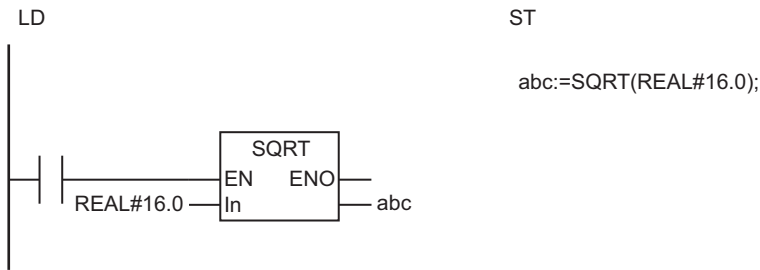 LD
ST
abc:=SQRT(REAL#16.0);
SQRT
EN ENO
REAL#16.0 In abc